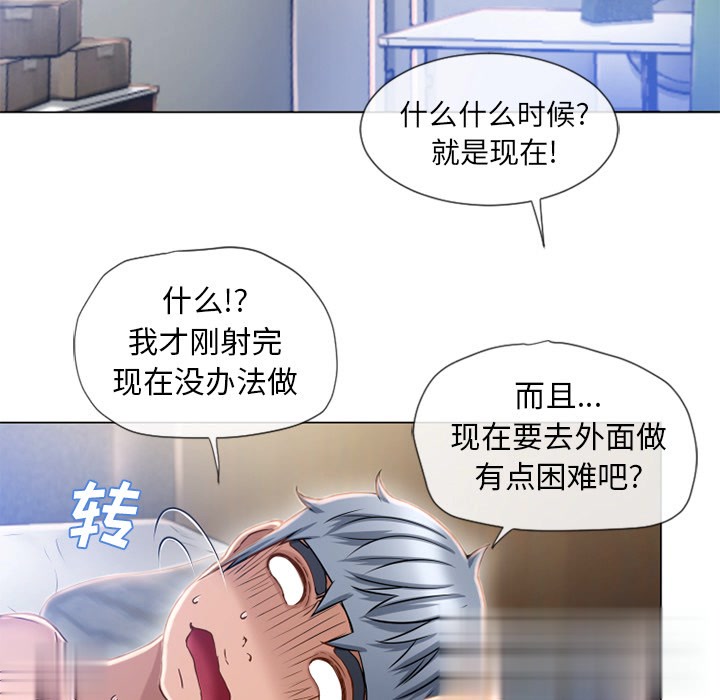 什么什么时候?
就是现在!
什么!?
我才刚射完
现在没办法做
而且...
现在要去外面做
有点困难吧?
转